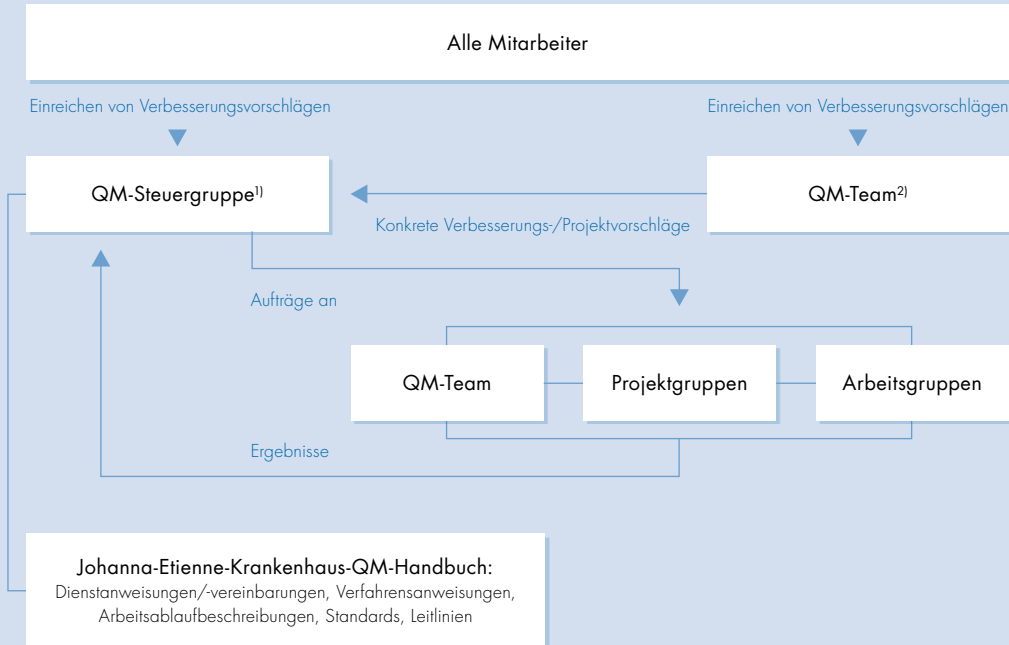 Alle Mitarbeiter
Einreichen von Verbesserungsvorschlägen
Einreichen von Verbesserungsvorschlägen
QM-Steuergruppe¹⁾
QM-Team²⁾
Konkrete Verbesserungs-/Projektvorschläge
Aufträge an
QM-Team
Projektgruppen
Arbeitsgruppen
Ergebnisse
Johanna-Etienne-Krankenhaus-QM-Handbuch:
Dienstanweisungen/-vereinbarungen, Verfahrensanweisungen,
Arbeitsablaufbeschreibungen, Standards, Leitlinien